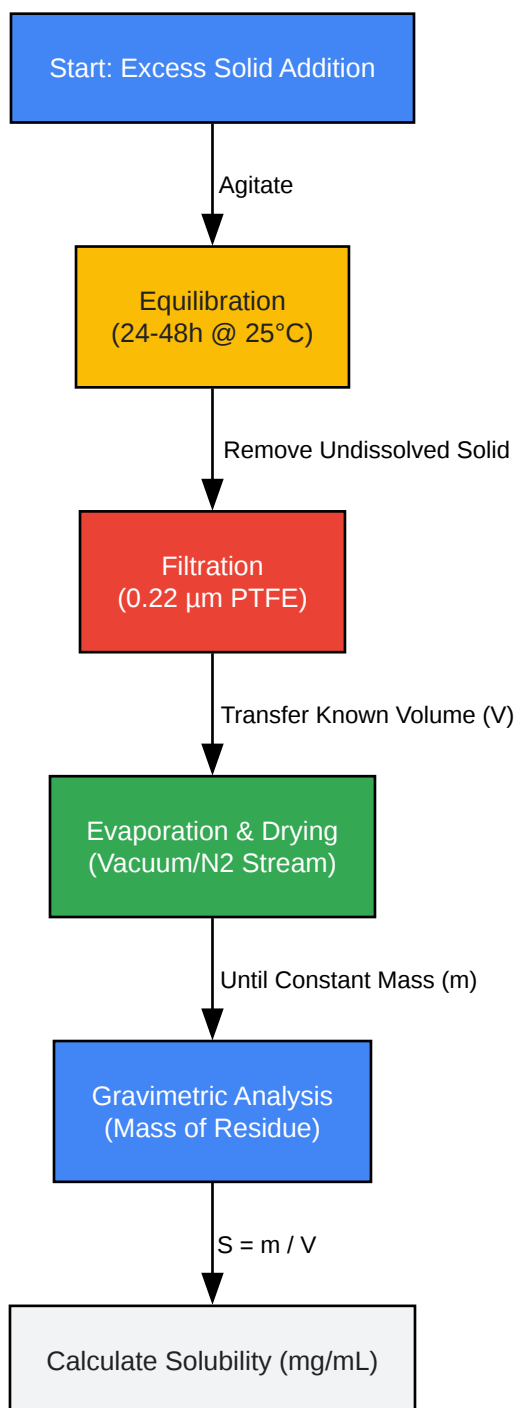 Start: Excess Solid Addition
Agitate
Equilibration
(24-48h @ 25°C)
Remove Undissolved Solid
Filtration
(0.22 µm PTFE)
Transfer Known Volume (V)
Evaporation & Drying
(Vacuum/N2 Stream)
Until Constant Mass (m)
Gravimetric Analysis
(Mass of Residue)
S = m / V
Calculate Solubility (mg/mL)